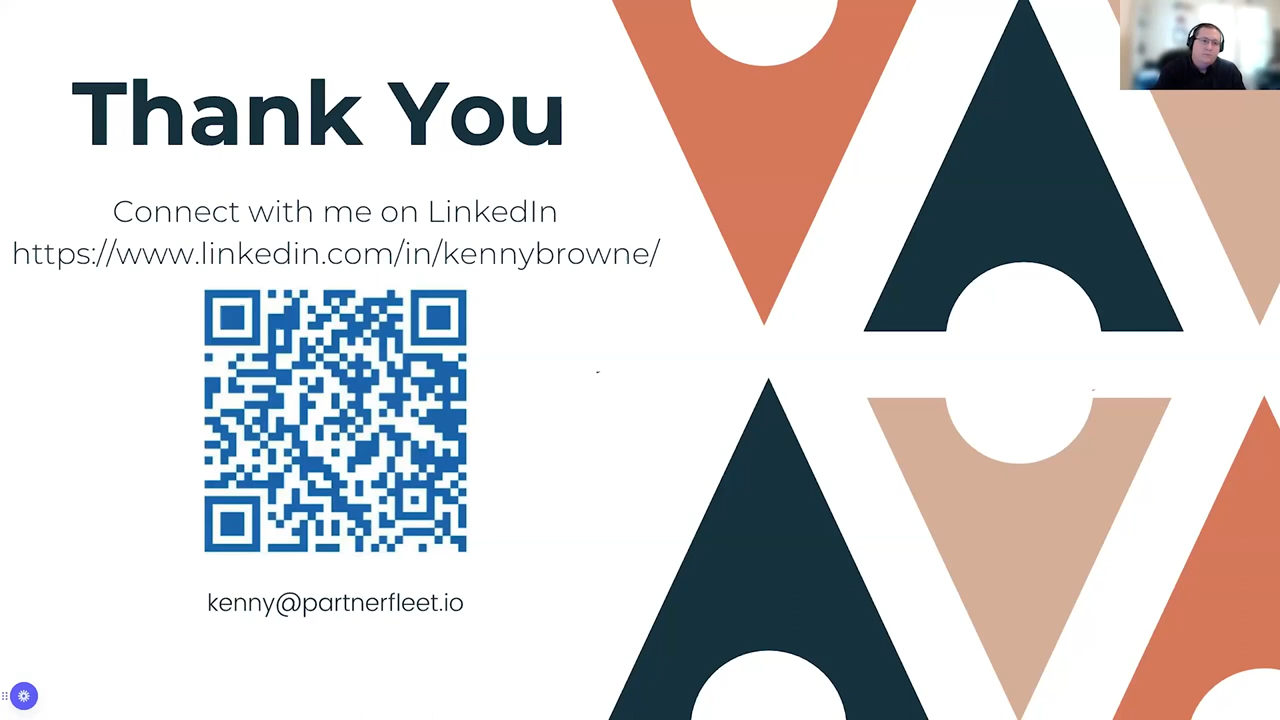 Thank You
Connect with me on LinkedIn
https://www.linkedin.com/in/kennybrowne/
kenny@partnerfleet.io